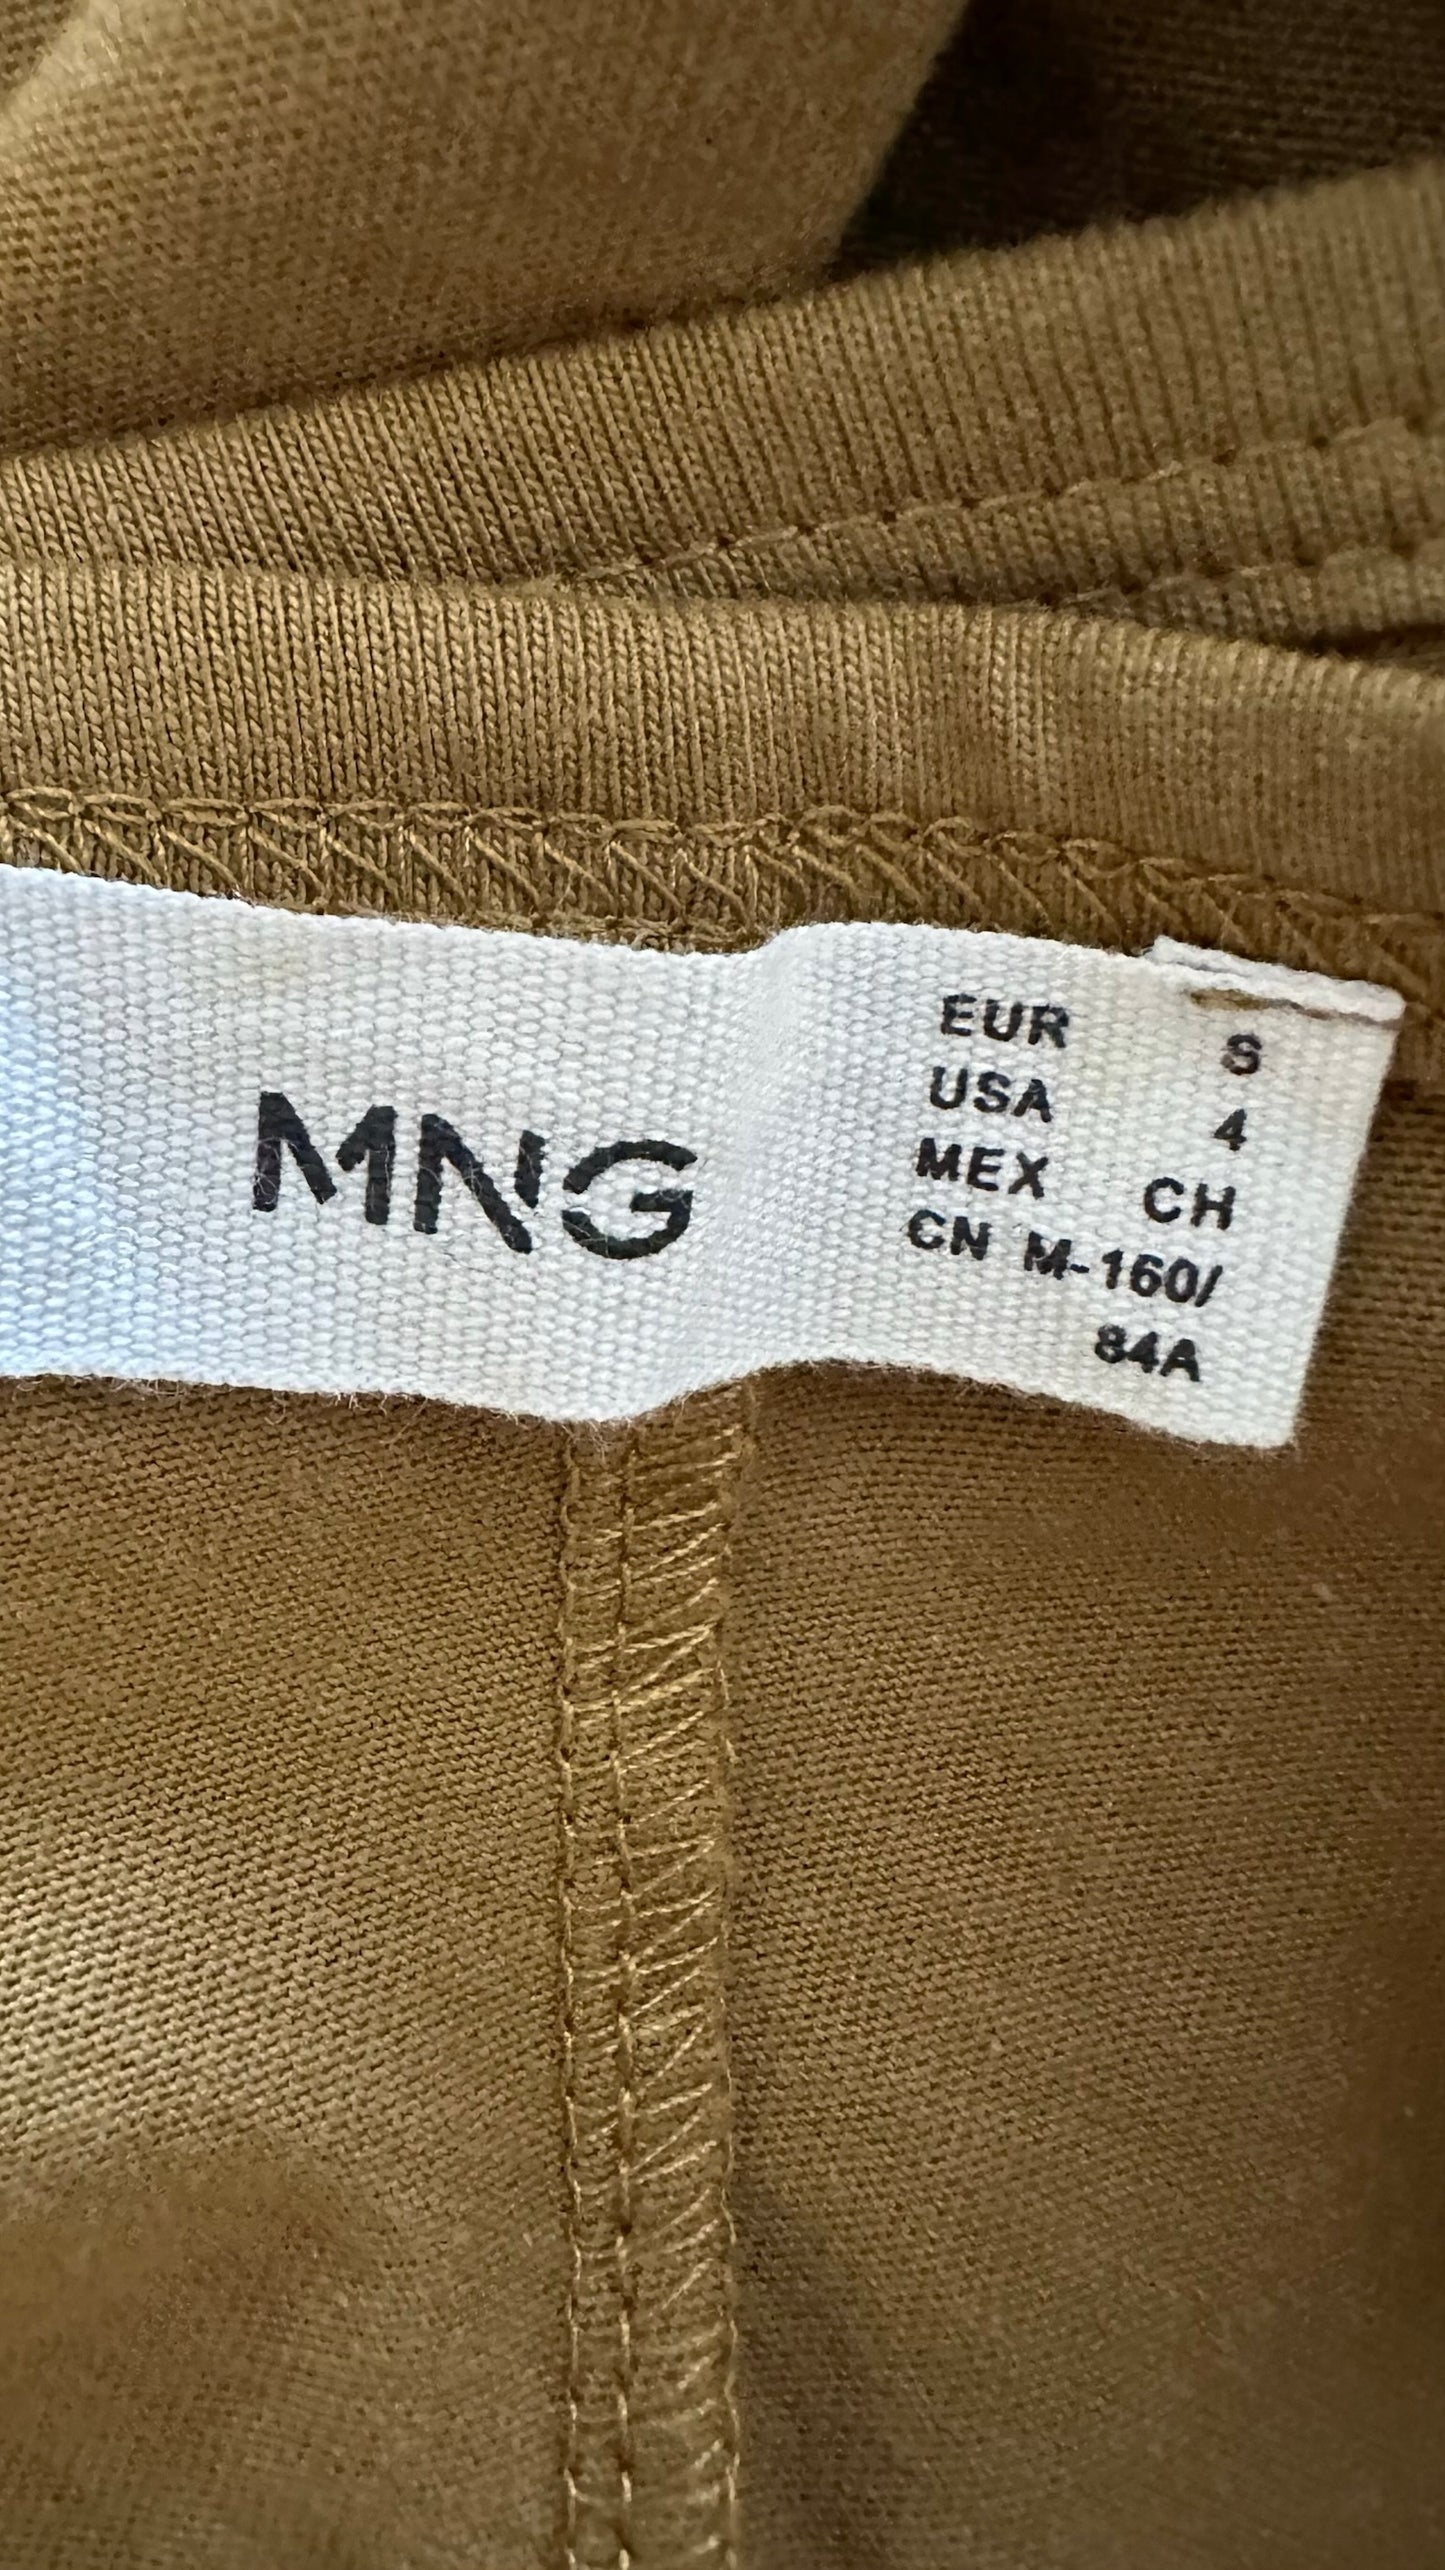 MNG
EUR S
USA 4
MEX CH
CN M-160/
84A